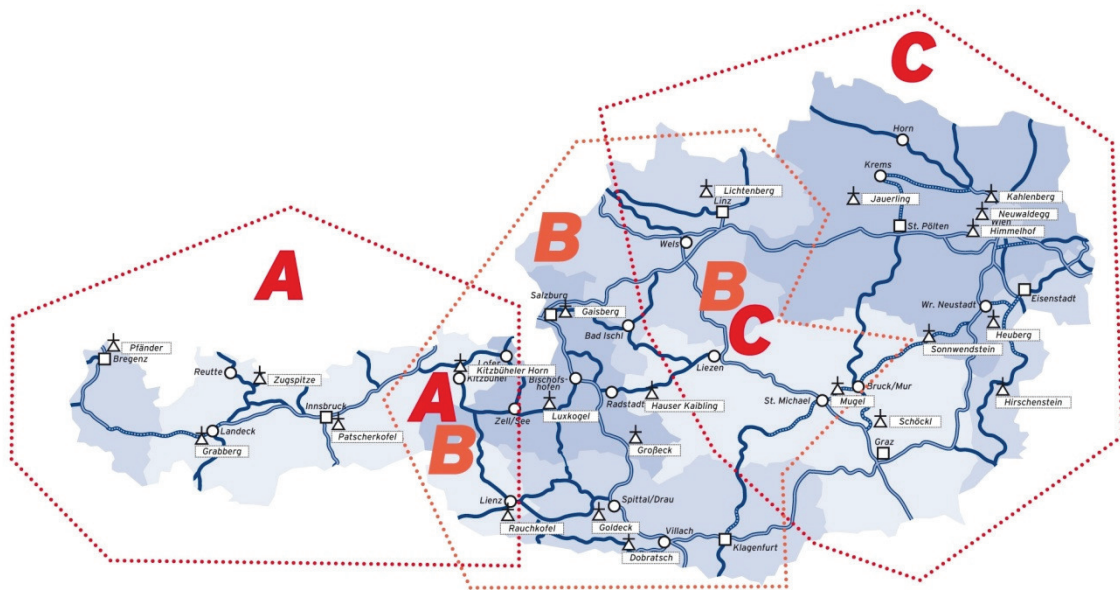 C
Horn
Krems
Lichtenberg
Jauerling
Kahlenberg
Linz
Neuwaldegg
Wien
St. Pölten
Himmelhof
B
Wels
A
B
Eisenstadt
Salzburg
Gaisberg
Wr. Neustadt
Bad Ischl
C
Heuberg
Pfänder
Bregenz
Sonnwendstein
Lofer
Liezen
Reutte
Zugspitze
Kitzbüheler Horn
Kitzbühel
Bischofs-
hofen
Bruck/Mur
Radstadt
Hauser Kaibling
St. Michael
Mugel
Hirschenstein
A
Innsbruck
Zell/See
Luxkogel
Schöckl
Landeck
Patscherkofel
Großeck
Graz
Grabberg
B
Lienz
Spittal/Drau
Rauchkofel
Goldeck
Villach
Klagenfurt
Dobratsch